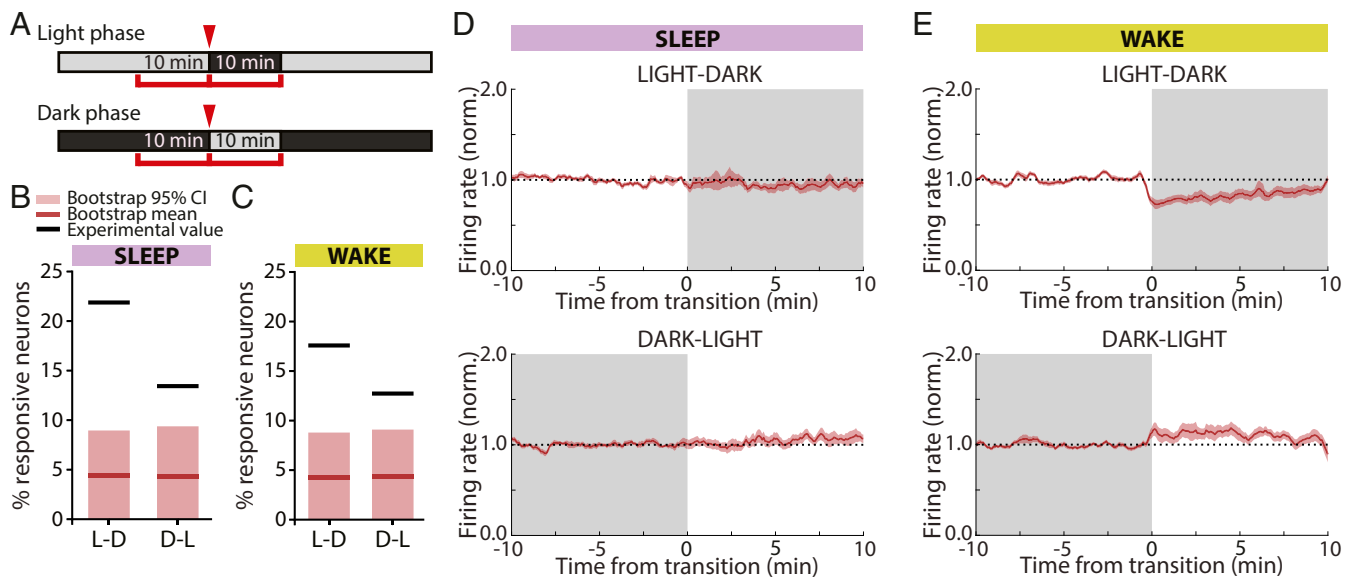 A
Light phase
10 min 10 min
Dark phase
10 min 10 min
B
Bootstrap 95% CI
Bootstrap mean
Experimental value
C
SLEEP
% responsive neurons
25
20
15
10
5
0
L-D D-L
WAKE
% responsive neurons
25
20
15
10
5
0
L-D D-L
D
SLEEP
LIGHT-DARK
Firing rate (norm.)
2.0
1.0
0.0
-10 -5 0 5 10
Time from transition (min)
DARK-LIGHT
Firing rate (norm.)
2.0
1.0
0.0
-10 -5 0 5 10
Time from transition (min)
E
WAKE
LIGHT-DARK
Firing rate (norm.)
2.0
1.0
0.0
-10 -5 0 5 10
Time from transition (min)
DARK-LIGHT
Firing rate (norm.)
2.0
1.0
0.0
-10 -5 0 5 10
Time from transition (min)